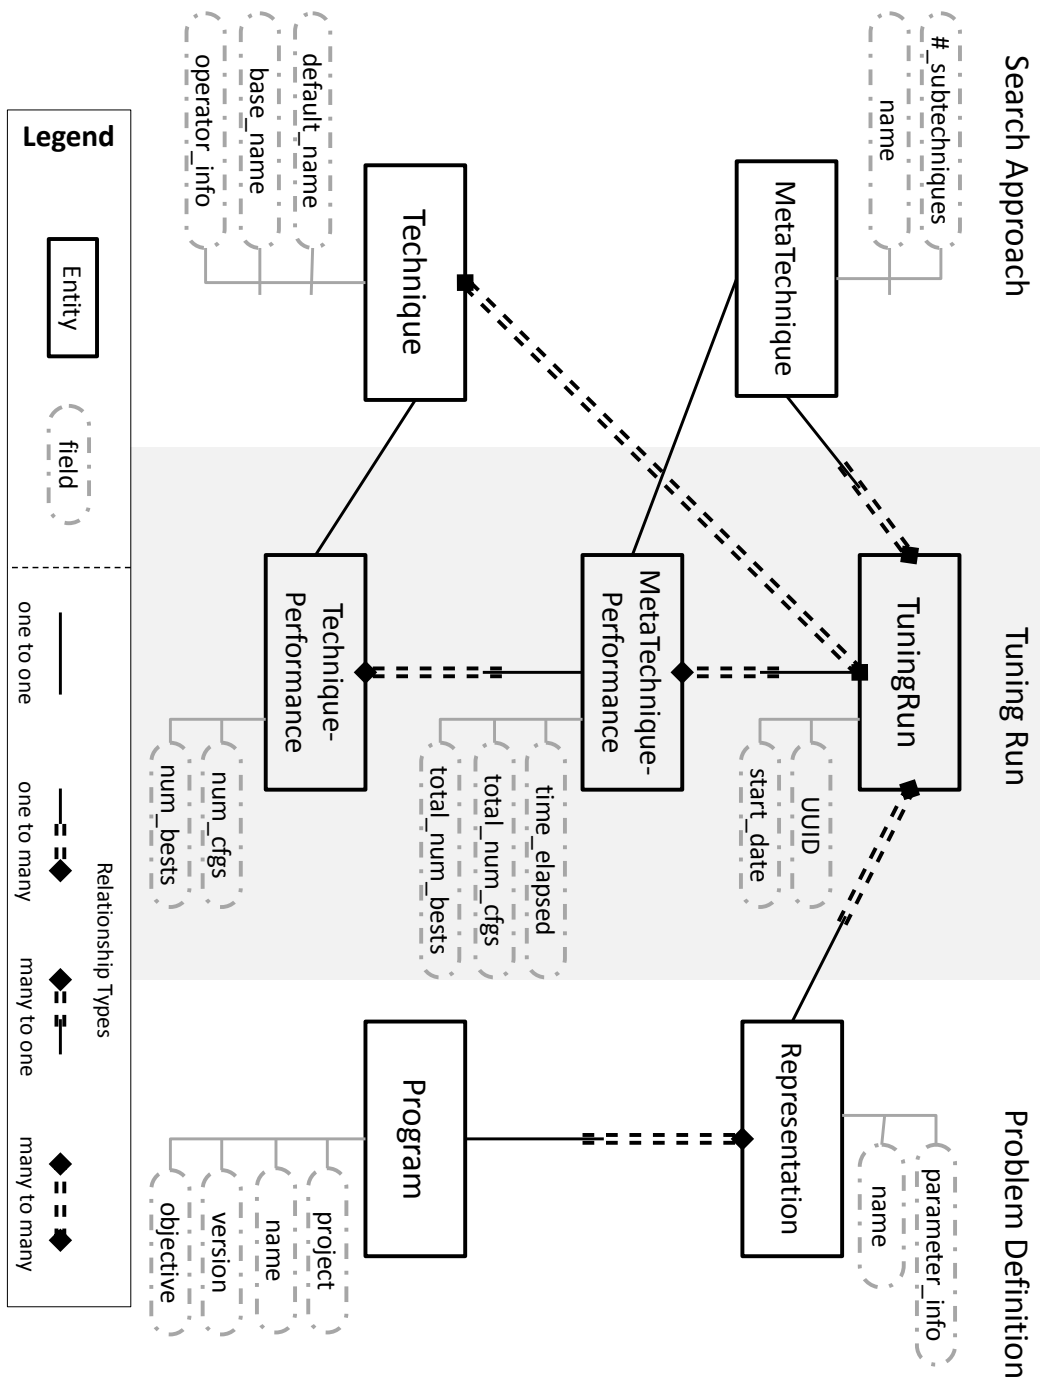 Search Approach
Tuning Run
Problem Definition
#_subtechniques
name
MetaTechnique
TuningRun
UUID
start_date
parameter_info
name
Representation
MetaTechnique-
Performance
time_elapsed
total_num_cfgs
total_num_bests
Technique
default_name
base_name
operator_info
Technique-
Performance
num_cfgs
num_bests
Program
project
name
version
objective
Legend
Entity
field
Relationship Types
one to one
one to many
many to one
many to many